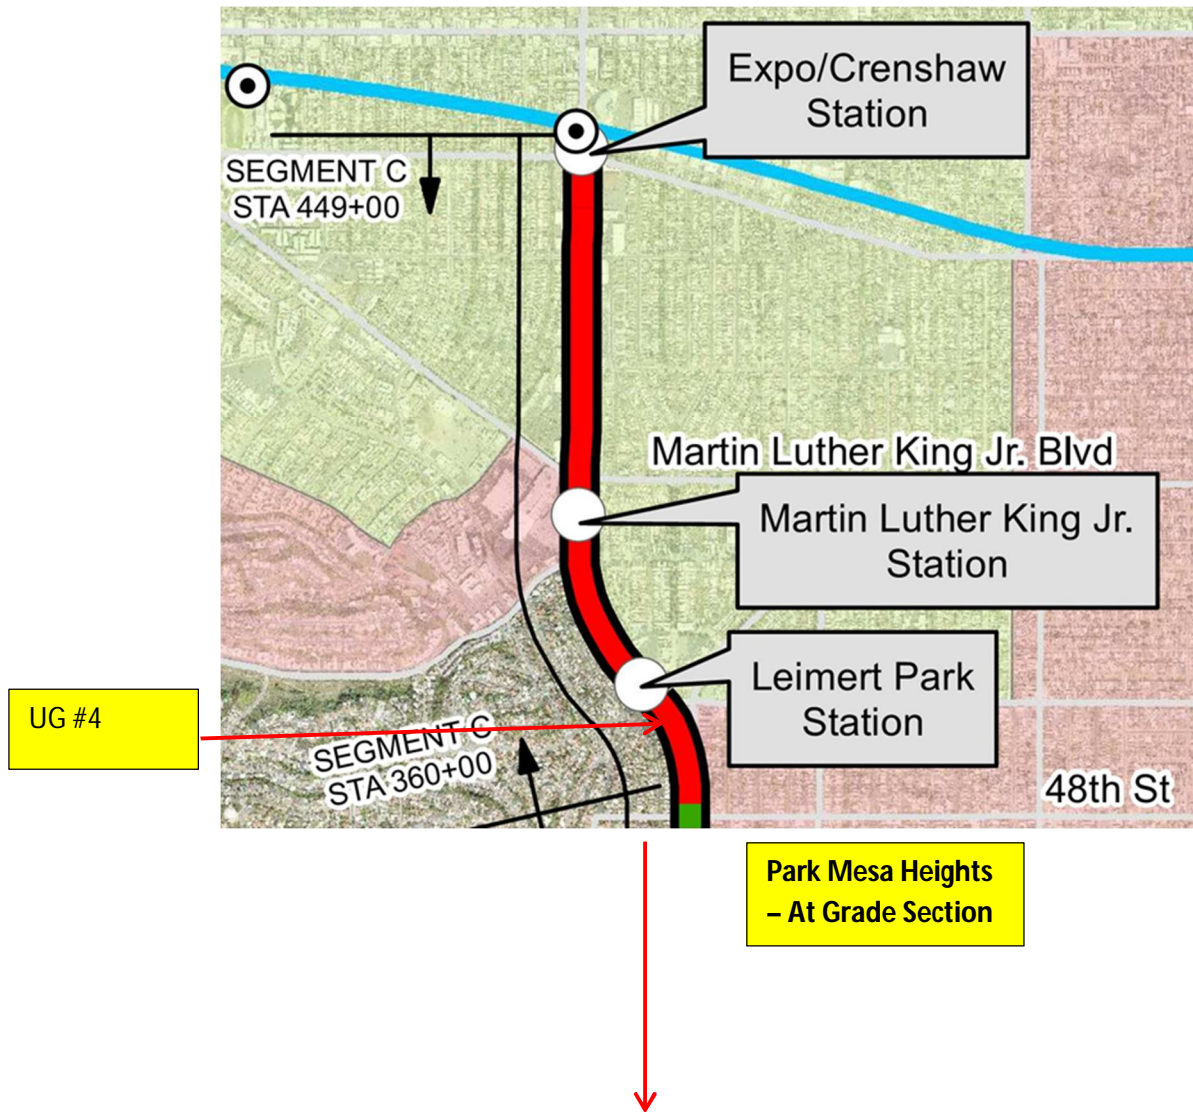 Expo/Crenshaw
Station
SEGMENT C
STA 449+00
Martin Luther King Jr. Blvd
Martin Luther King Jr.
Station
Leimert Park
Station
UG #4
SEGMENT C
STA 360+00
48th St
Park Mesa Heights
– At Grade Section